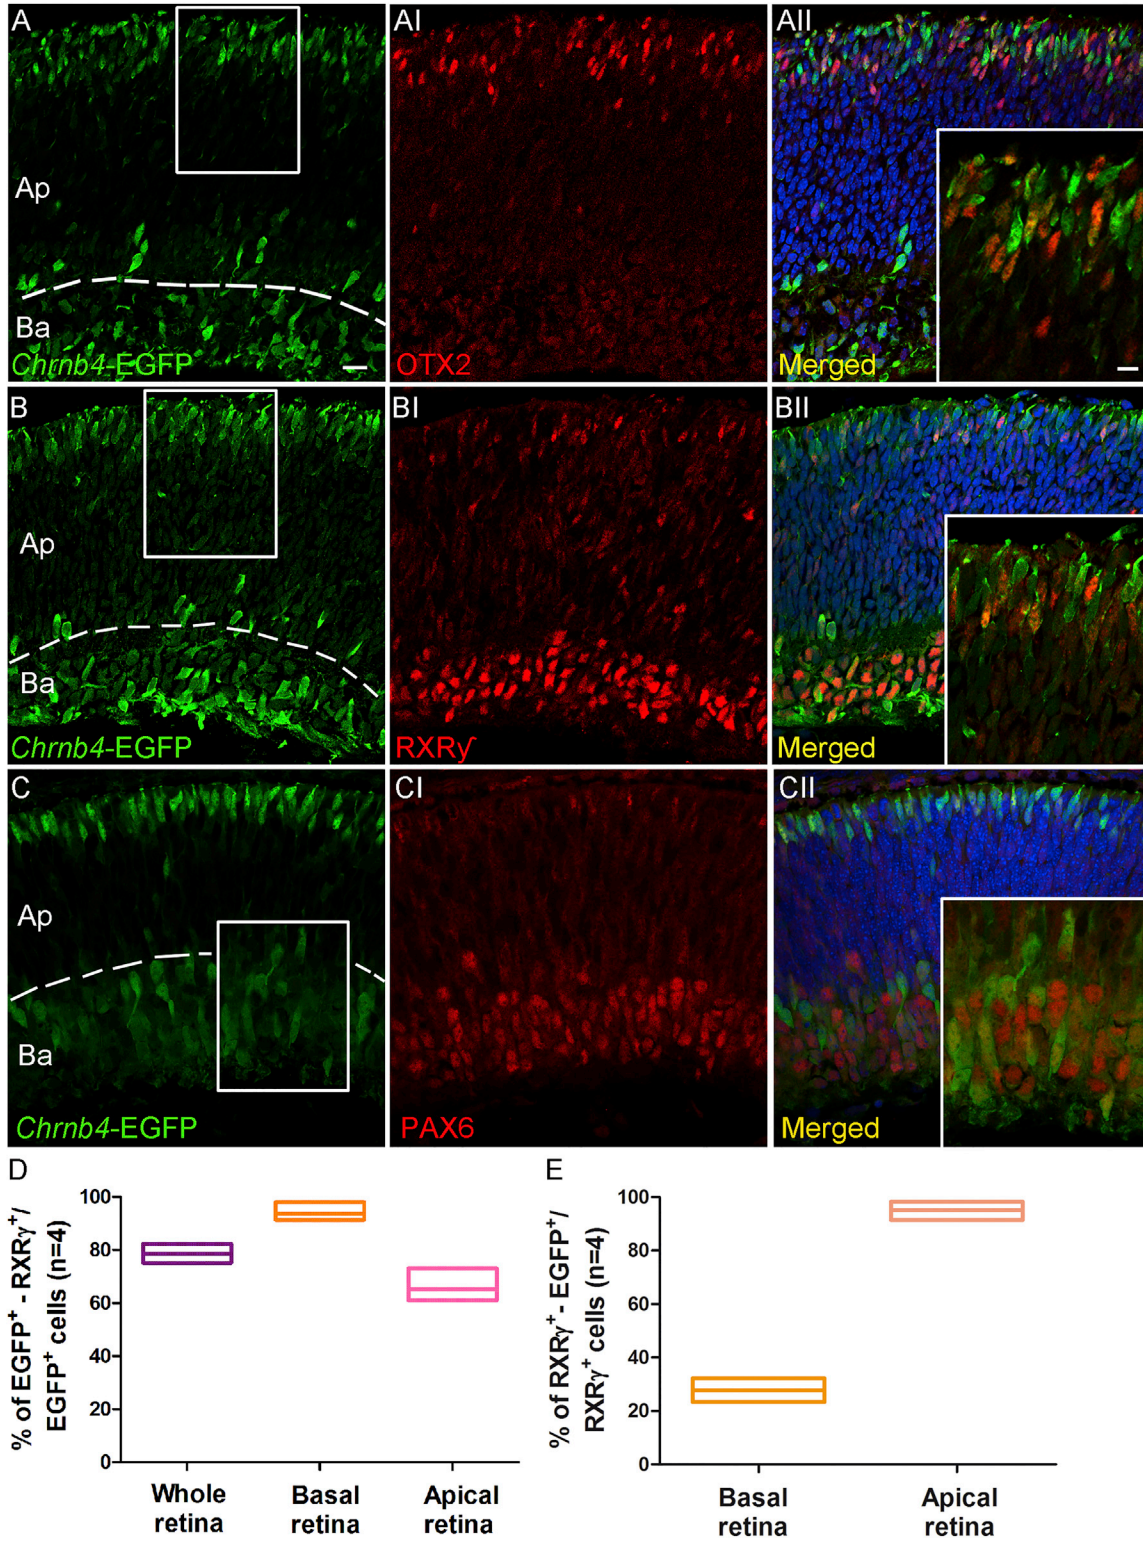 A
AI
AII
Ap
Ba
Chrnb4-EGFP
OTX2
Merged
B
BI
BII
Ap
Ba
Chrnb4-EGFP
RXRγ
Merged
C
CI
CII
Ap
Ba
Chrnb4-EGFP
PAX6
Merged
D
% of EGFP⁺ - RXRγ⁺/
EGFP⁺ cells (n=4)
100
80
60
40
20
0
Whole
retina
Basal
retina
Apical
retina
E
% of RXRγ⁺ - EGFP⁺/
RXRγ⁺ cells (n=4)
100
80
60
40
20
0
Basal
retina
Apical
retina